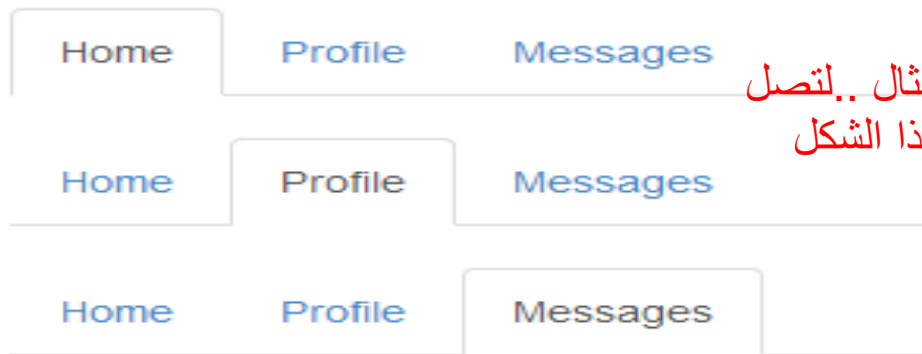 Home Profile Messages
ثال ..لتصل
ذا الشكل
Home Profile Messages
Home Profile Messages